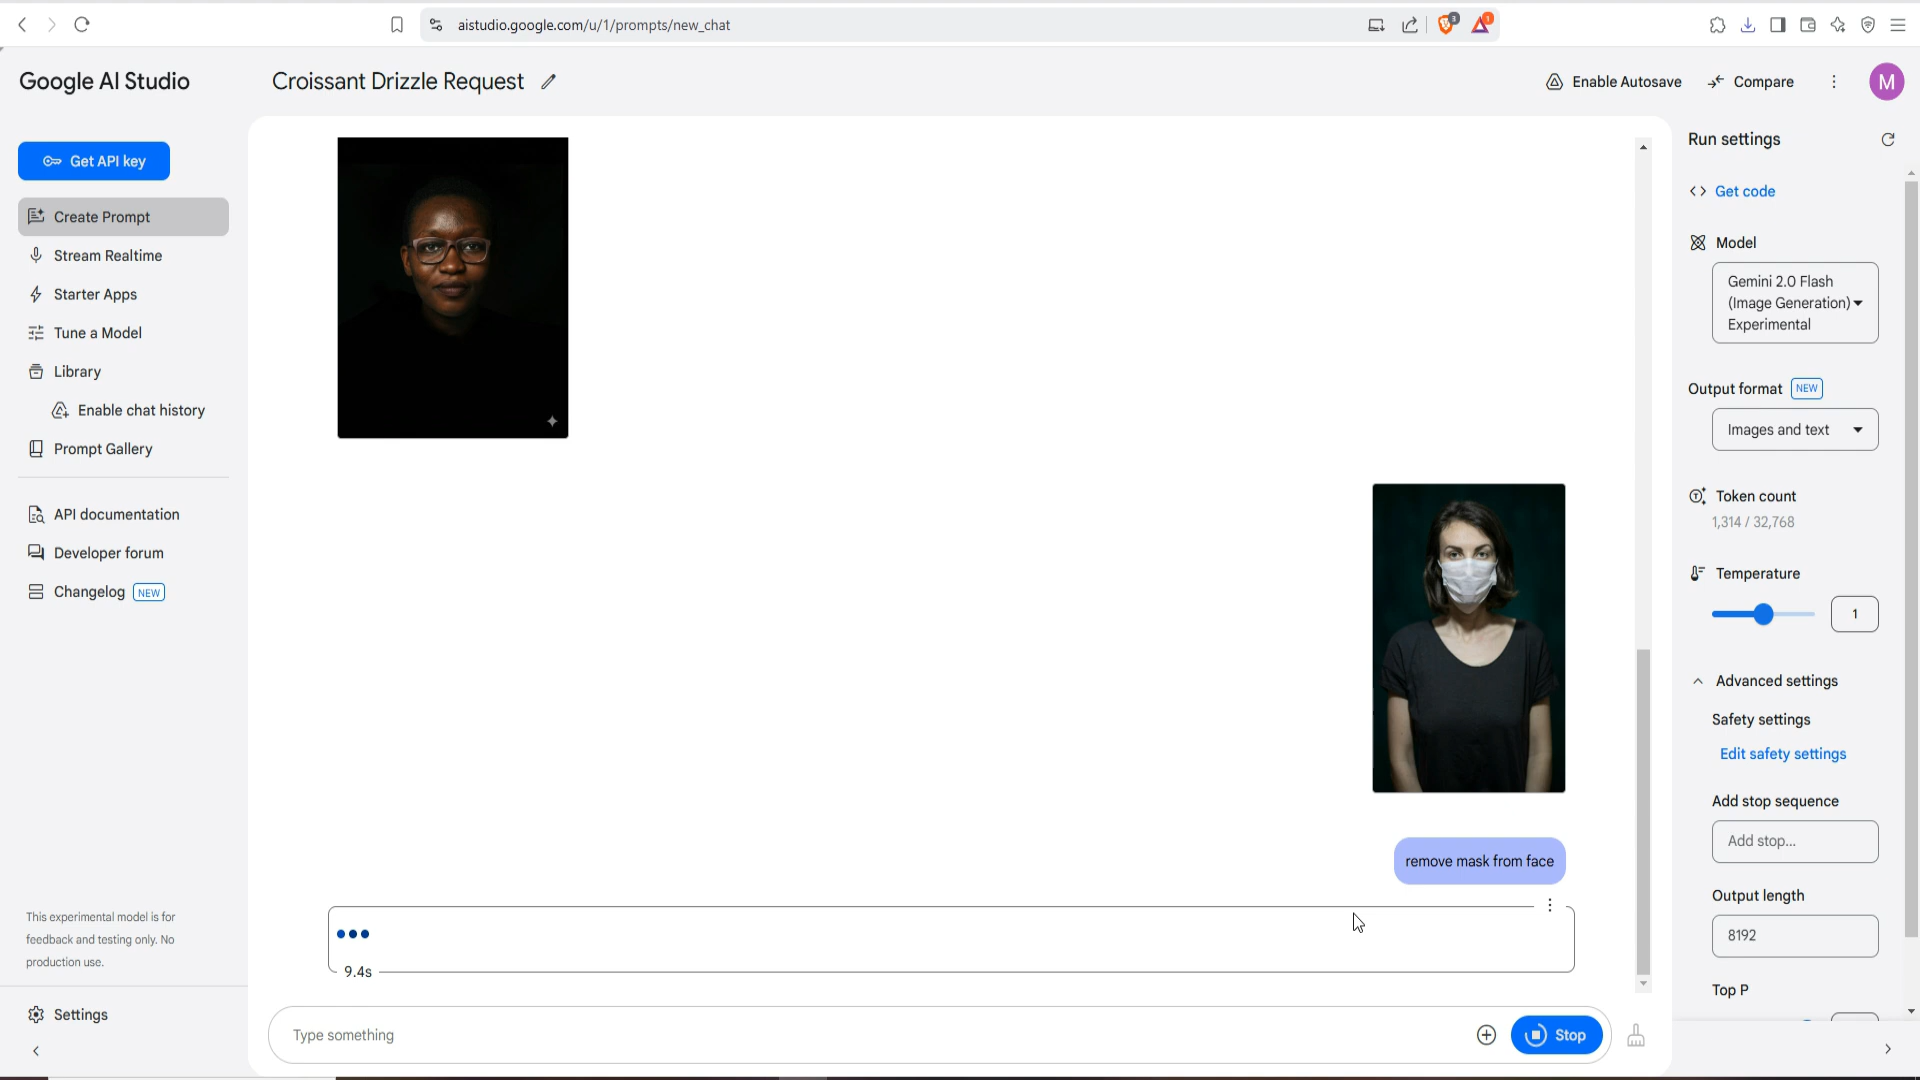 aistudio.google.com/u/1/prompts/new_chat
3
1
Google AI Studio
Croissant Drizzle Request
Enable Autosave
Compare
M
Get API key
Create Prompt
Stream Realtime
Starter Apps
Tune a Model
Library
Enable chat history
Prompt Gallery
API documentation
Developer forum
Changelog NEW
This experimental model is for
feedback and testing only. No
production use.
Settings
remove mask from face
9.4s
Type something
Stop
Run settings
Get code
Model
Gemini 2.0 Flash
(Image Generation)
Experimental
Output format NEW
Images and text
Token count
1,314 / 32,768
Temperature
1
Advanced settings
Safety settings
Edit safety settings
Add stop sequence
Add stop...
Output length
8192
Top P